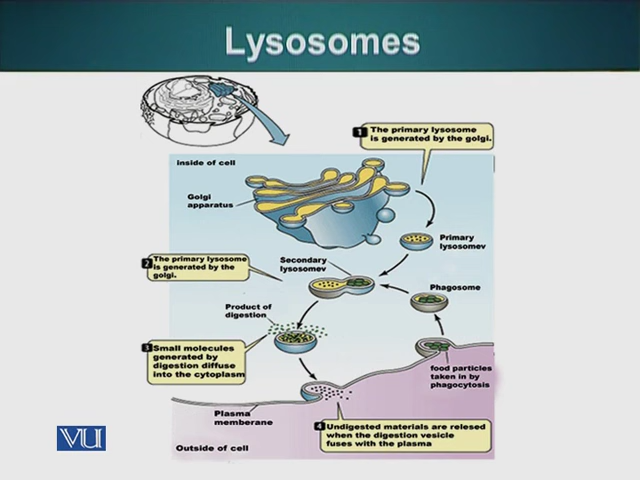 Lysosomes
1 The primary lysosome
is generated by the golgi.
inside of cell
Golgi
apparatus
Primary
lysosomev
2 The primary lysosome
is generated by the
golgi.
Secondary
lysosomev
Phagosome
Product of
digestion
3 Small molecules
generated by
digestion diffuse
into the cytoplasm
food particles
taken in by
phagocytosis
Plasma
memberane
4 Undigested materials are relesed
when the digestion vesicle
fuses with the plasma
Outside of cell
VU